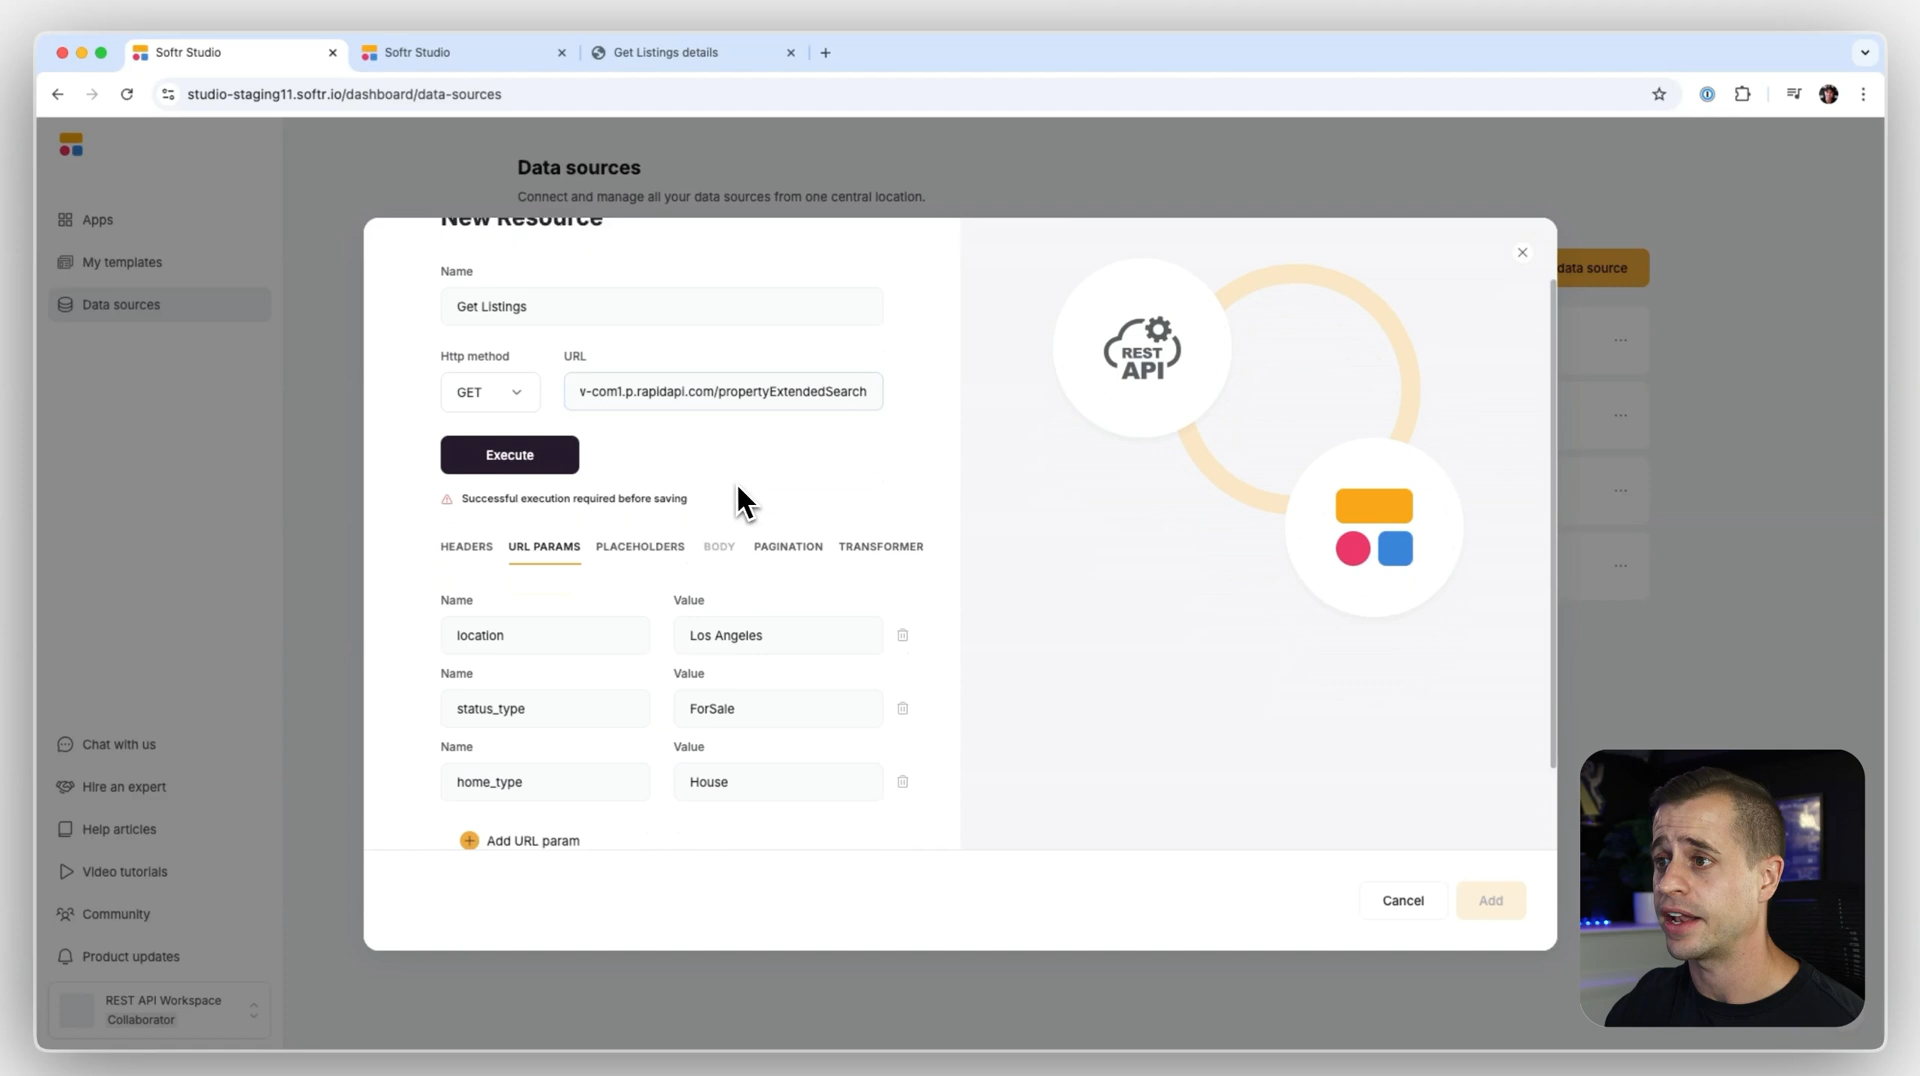 Softr Studio
Softr Studio
Get Listings details
studio-staging11.softr.io/dashboard/data-sources
Apps
My templates
Data sources
Chat with us
Hire an expert
Help articles
Video tutorials
Community
Product updates
REST API Workspace
Collaborator
Data sources
Connect and manage all your data sources from one central location.
data source
New Resource
Name
Get Listings
Http method
URL
GET
v-com1.p.rapidapi.com/propertyExtendedSearch
Execute
Successful execution required before saving
HEADERS URL PARAMS PLACEHOLDERS BODY PAGINATION TRANSFORMER
Name Value
location Los Angeles
Name Value
status_type ForSale
Name Value
home_type House
Add URL param
REST
API
Cancel
Add